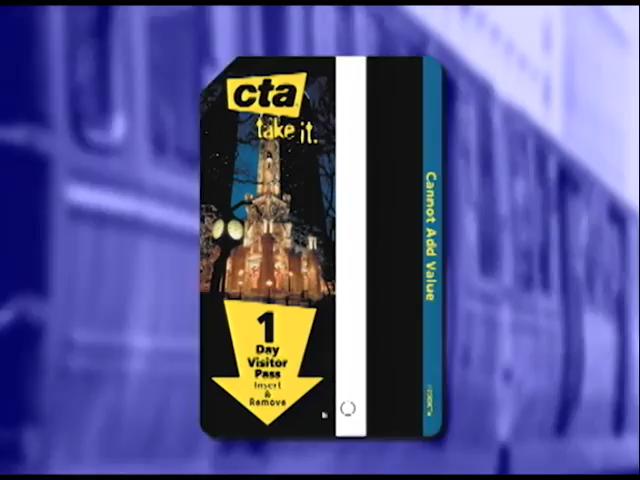 cta
take it.
1
Day
Visitor
Pass
Insert
&
Remove
Cannot Add Value